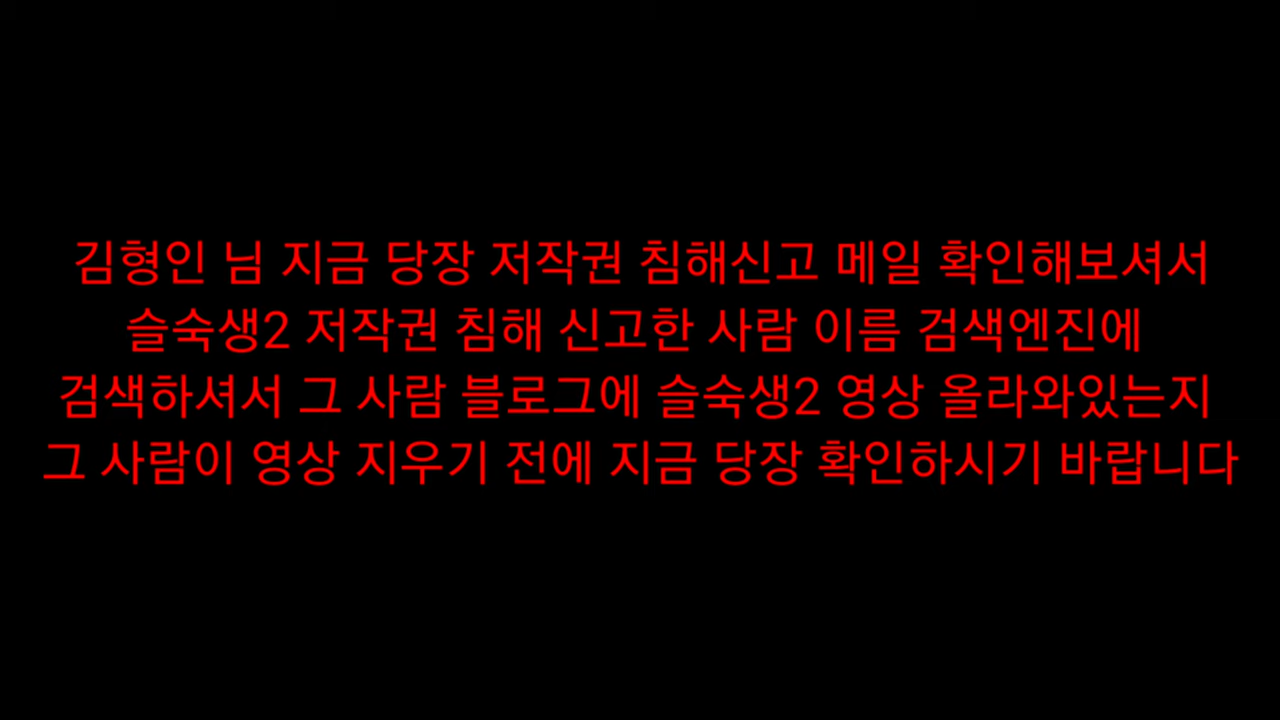 김형인 님 지금 당장 저작권 침해신고 메일 확인해보셔서
슬숙생2 저작권 침해 신고한 사람 이름 검색엔진에
검색하셔서 그 사람 블로그에 슬숙생2 영상 올라와있는지
그 사람이 영상 지우기 전에 지금 당장 확인하시기 바랍니다